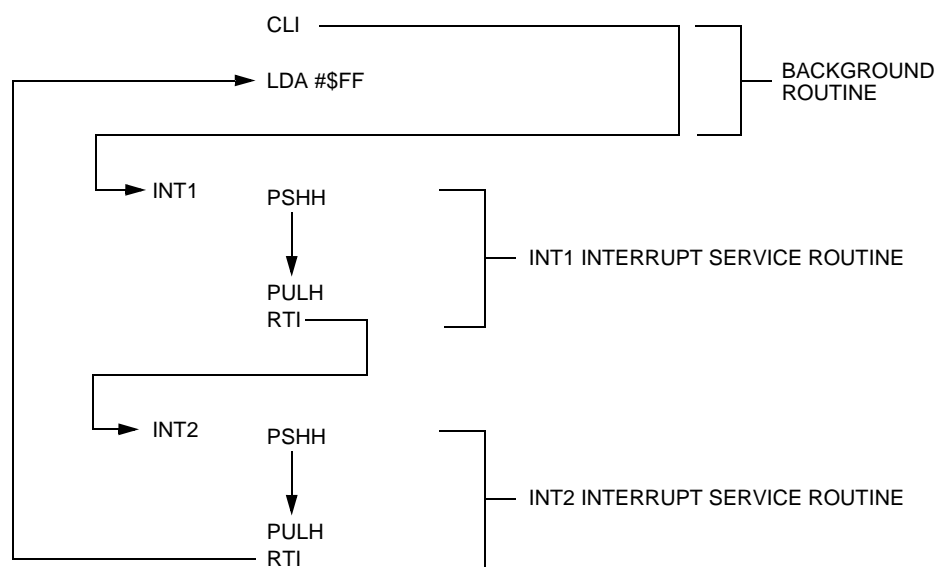 CLI
LDA #$FF
BACKGROUND
ROUTINE
INT1
PSHH
INT1 INTERRUPT SERVICE ROUTINE
PULH
RTI
INT2
PSHH
INT2 INTERRUPT SERVICE ROUTINE
PULH
RTI